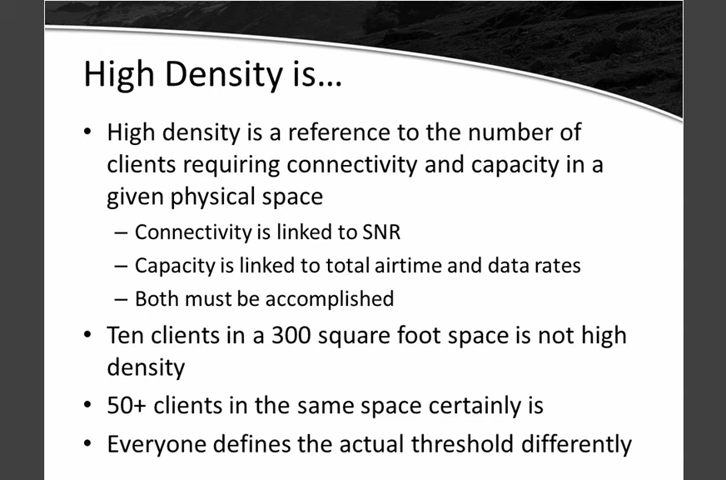 High Density is...
• High density is a reference to the number of
clients requiring connectivity and capacity in a
given physical space
– Connectivity is linked to SNR
– Capacity is linked to total airtime and data rates
– Both must be accomplished
• Ten clients in a 300 square foot space is not high
density
• 50+ clients in the same space certainly is
• Everyone defines the actual threshold differently